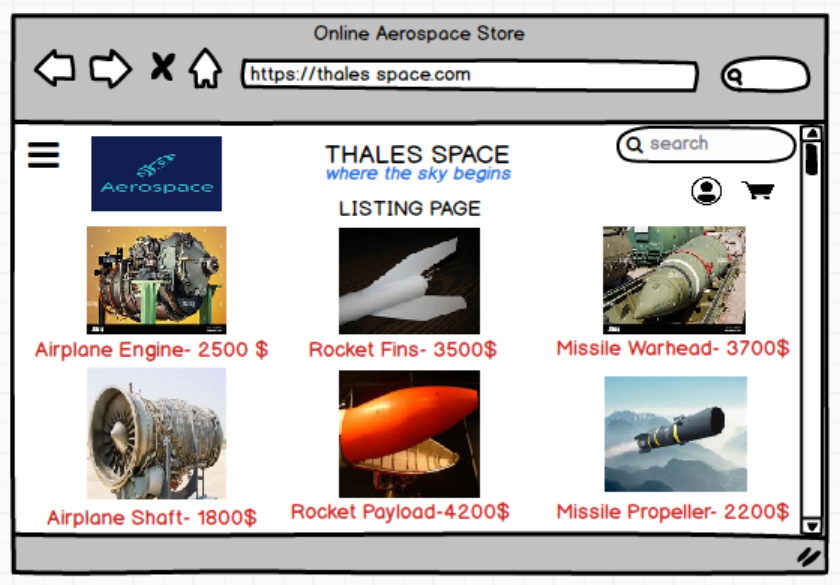 Online Aerospace Store
https://thales space.com
search
Aerospace
THALES SPACE
where the sky begins
LISTING PAGE
Airplane Engine- 2500 $
Rocket Fins- 3500$
Missile Warhead- 3700$
Airplane Shaft- 1800$
Rocket Payload-4200$
Missile Propeller- 2200$